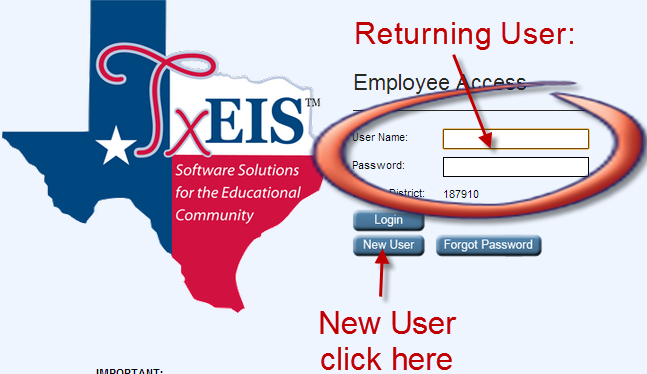 Returning User:
Employee Access
TxEIS™
Software Solutions
for the Educational
Community
User Name:
Password:
District: 187910
Login
New User
Forgot Password
New User
click here
IMPORTANT: